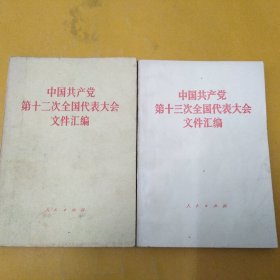 中国共产党
第十二次全国代表大会
文件汇编
人民出版社
中国共产党
第十三次全国代表大会
文件汇编
人民出版社